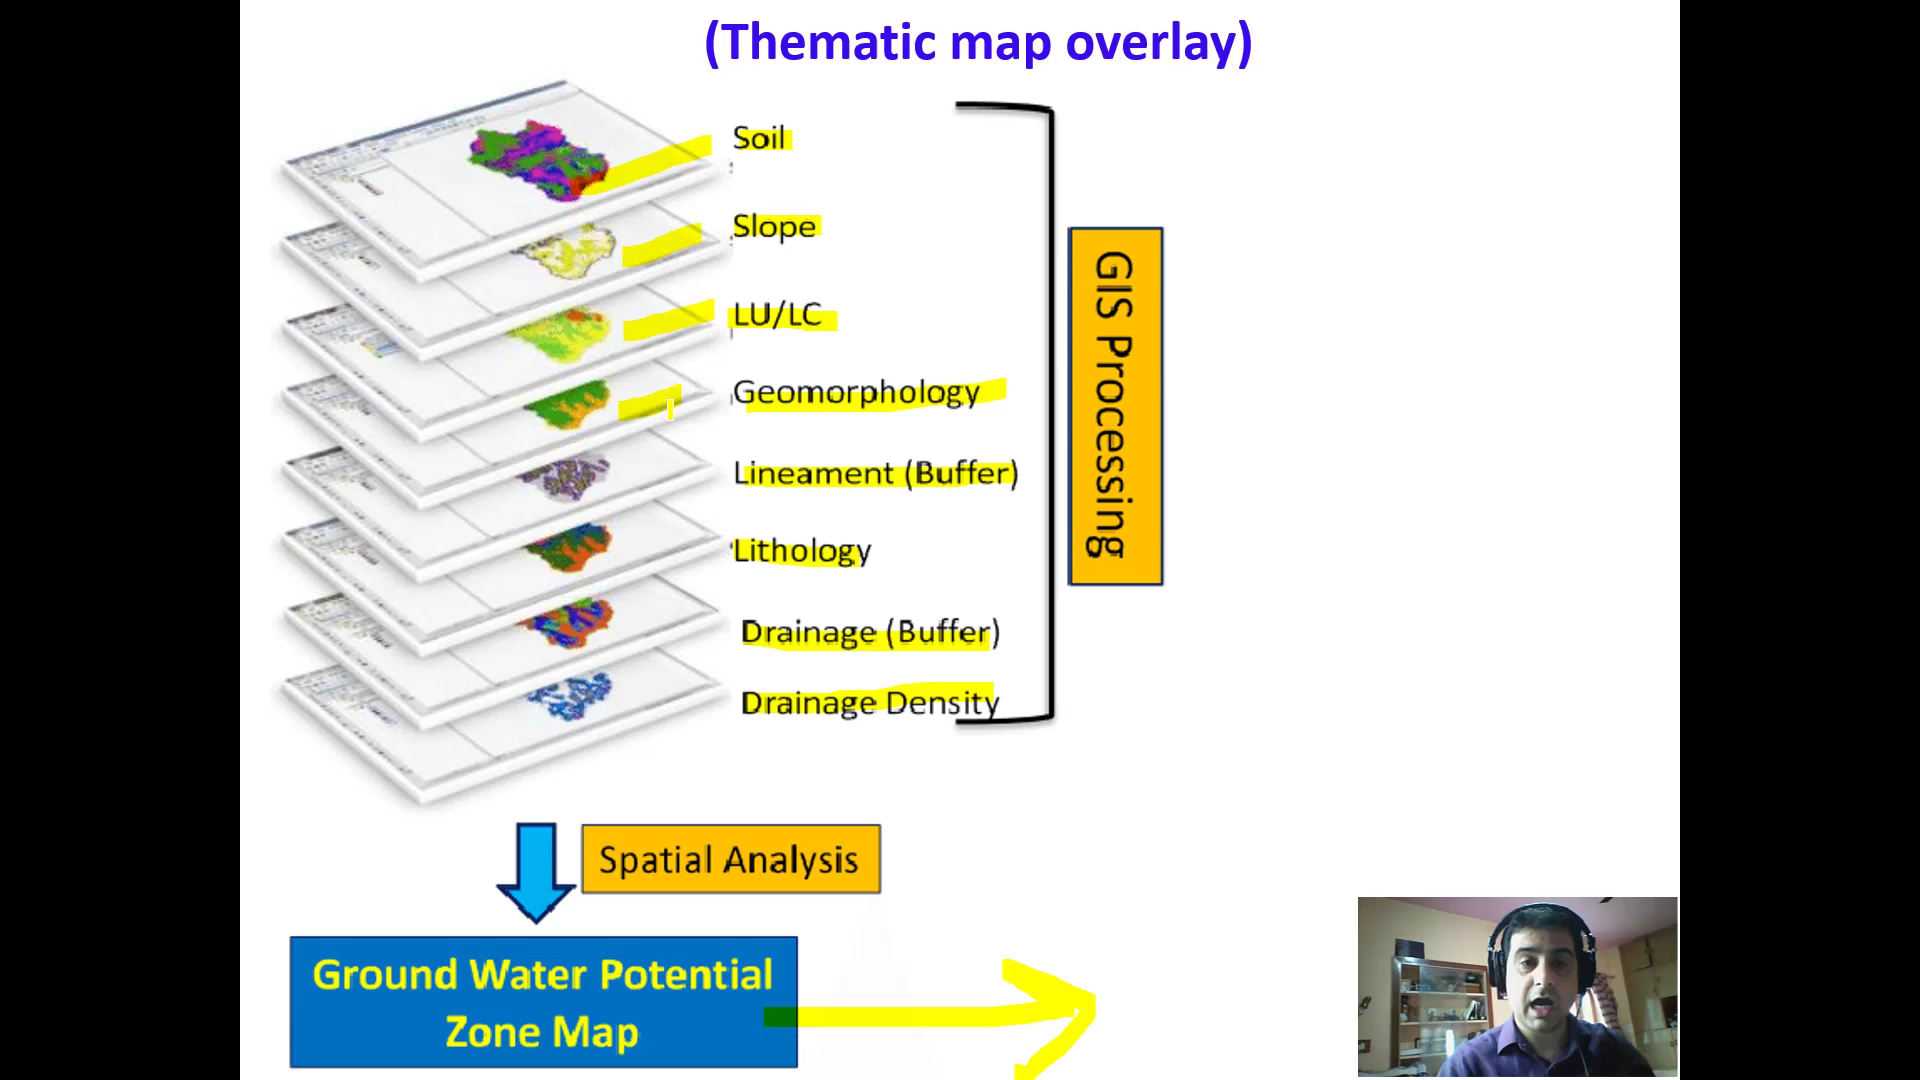 (Thematic map overlay)
Soil
Slope
LU/LC
Geomorphology
Lineament (Buffer)
Lithology
Drainage (Buffer)
Drainage Density
GIS Processing
Spatial Analysis
Ground Water Potential
Zone Map